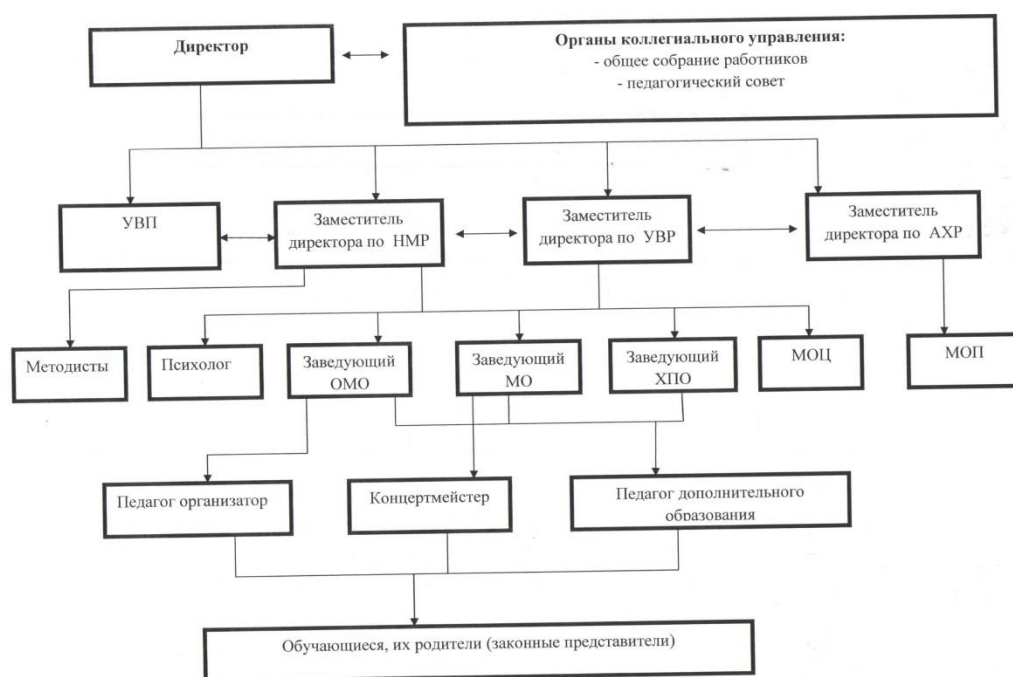 Директор
Органы коллегиального управления:
- общее собрание работников
- педагогический совет
УВП
Заместитель
директора по НМР
Заместитель
директора по УВР
Заместитель
директора по АХР
Методисты
Психолог
Заведующий
ОМО
Заведующий
МО
Заведующий
ХПО
МОЦ
МОП
Педагог организатор
Концертмейстер
Педагог дополнительного
образования
Обучающиеся, их родители (законные представители)